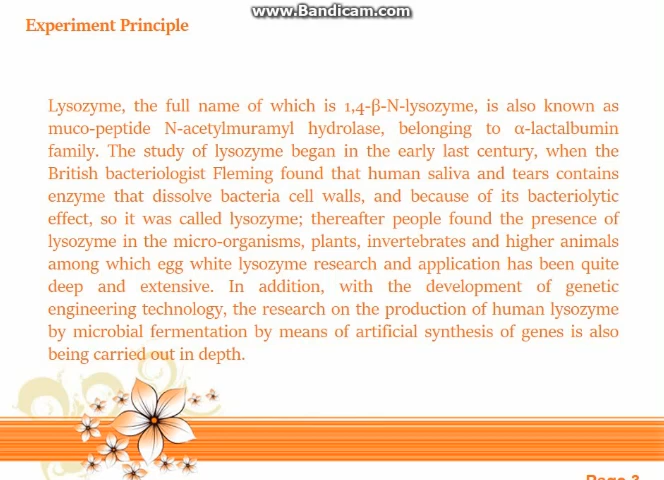 www.Bandicam.com
Experiment Principle
Lysozyme, the full name of which is 1,4-β-N-lysozyme, is also known as
muco-peptide N-acetylmuramyl hydrolase, belonging to α-lactalbumin
family. The study of lysozyme began in the early last century, when the
British bacteriologist Fleming found that human saliva and tears contains
enzyme that dissolve bacteria cell walls, and because of its bacteriolytic
effect, so it was called lysozyme; thereafter people found the presence of
lysozyme in the micro-organisms, plants, invertebrates and higher animals
among which egg white lysozyme research and application has been quite
deep and extensive. In addition, with the development of genetic
engineering technology, the research on the production of human lysozyme
by microbial fermentation by means of artificial synthesis of genes is also
being carried out in depth.
Page 3